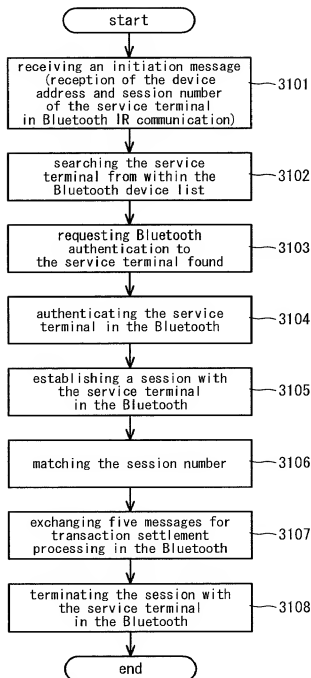 start
receiving an initiation message
(reception of the device
address and session number
of the service terminal
in Bluetooth IR communication)
3101
searching the service
terminal from within the
Bluetooth device list
3102
requesting Bluetooth
authentication to
the service terminal found
3103
authenticating the service
terminal in the Bluetooth
3104
establishing a session with
the service terminal
in the Bluetooth
3105
matching the session number
3106
exchanging five messages for
transaction settlement
processing in the Bluetooth
3107
terminating the session with
the service terminal
in the Bluetooth
3108
end